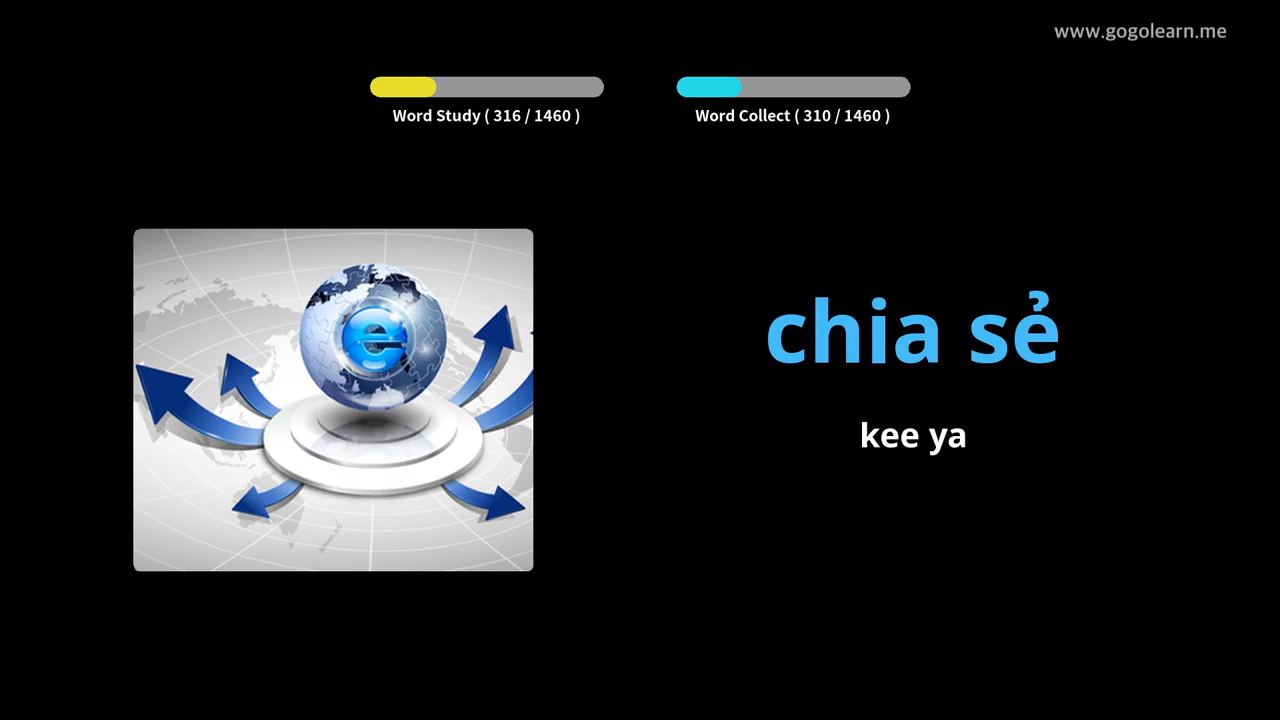 www.gogolearn.me
Word Study ( 316 / 1460 )
Word Collect ( 310 / 1460 )
e
chia sẻ
kee ya